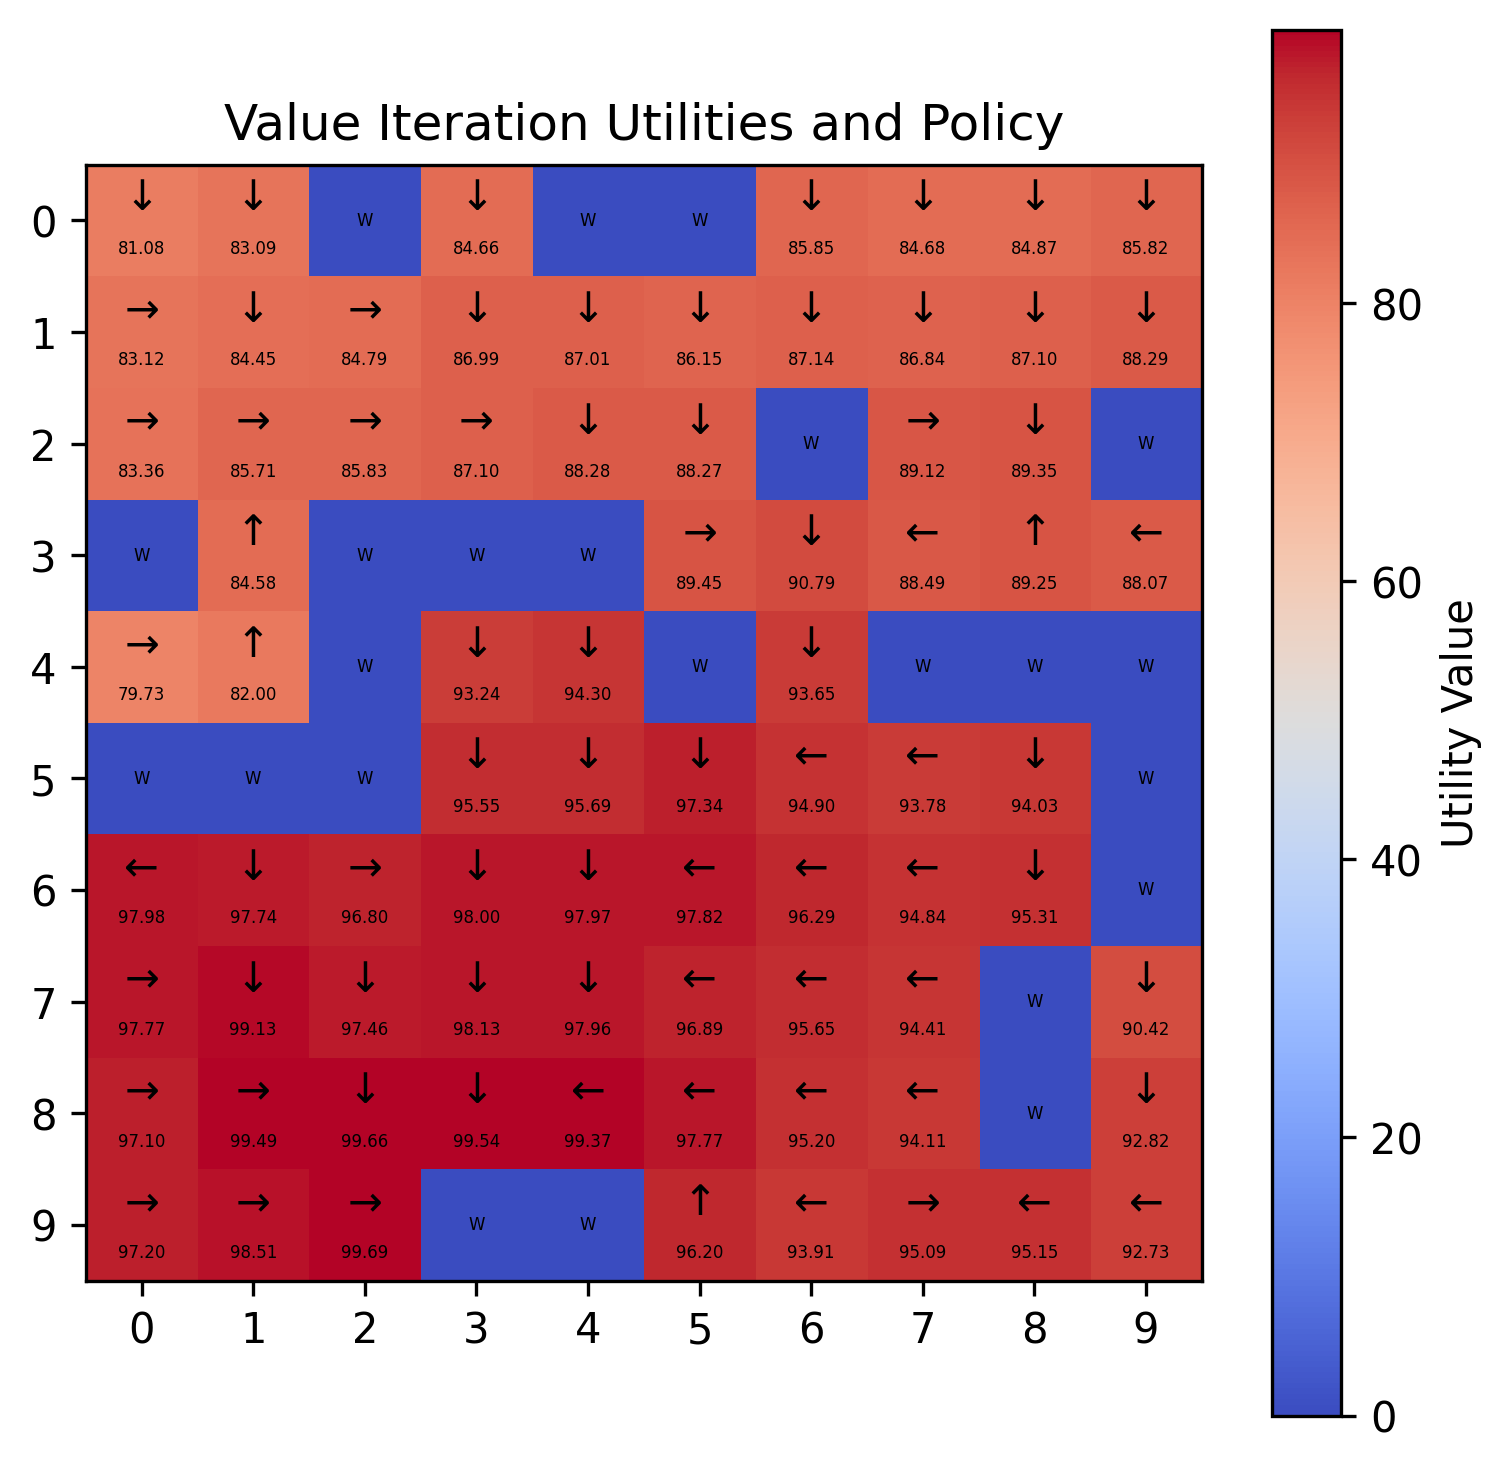 Value Iteration Utilities and Policy
0 ↓ ↓ W ↓ W W ↓ ↓ ↓ ↓
81.08 83.09 84.66 85.85 84.68 84.87 85.82
1 → ↓ → ↓ ↓ ↓ ↓ ↓ ↓ ↓
83.12 84.45 84.79 86.99 87.01 86.15 87.14 86.84 87.10 88.29
2 → → → → ↓ ↓ W → ↓ W
83.36 85.71 85.83 87.10 88.28 88.27 89.12 89.35
3 W ↑ W W W → ↓ ← ↑ ←
84.58 89.45 90.79 88.49 89.25 88.07
4 → ↑ W ↓ ↓ W ↓ W W W
79.73 82.00 93.24 94.30 93.65
5 W W W ↓ ↓ ↓ ← ← ↓ W
95.55 95.69 97.34 94.90 93.78 94.03
6 ← ↓ → ↓ ↓ ← ← ← ↓ W
97.98 97.74 96.80 98.00 97.97 97.82 96.29 94.84 95.31
7 → ↓ ↓ ↓ ↓ ← ← ← W ↓
97.77 99.13 97.46 98.13 97.96 96.89 95.65 94.41 90.42
8 → → ↓ ↓ ← ← ← ← W ↓
97.10 99.49 99.66 99.54 99.37 97.77 95.20 94.11 92.82
9 → → → W W ↑ ← → ← ←
97.20 98.51 99.69 96.20 93.91 95.09 95.15 92.73
0 1 2 3 4 5 6 7 8 9
80
60
40
20
0
Utility Value